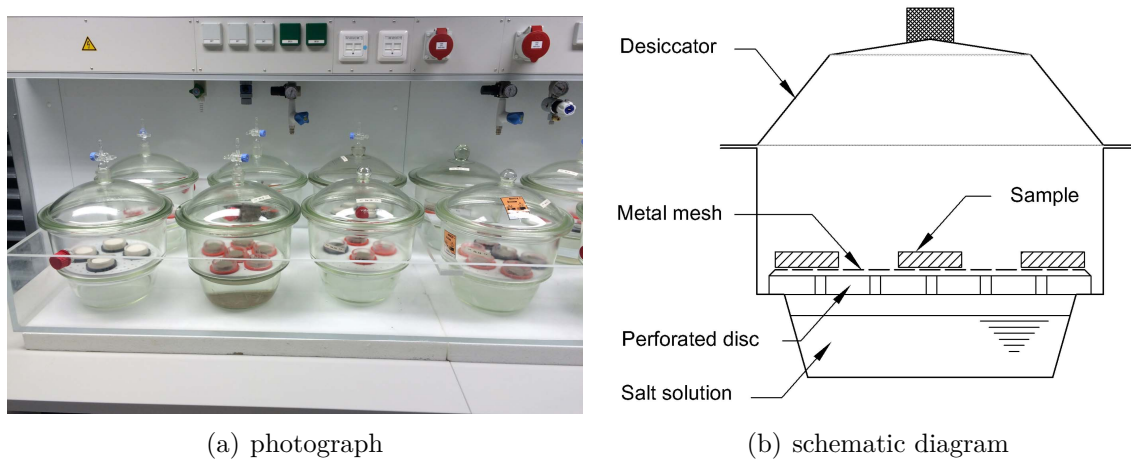 Desiccator
Sample
Metal mesh
Perforated disc
Salt solution
(a) photograph
(b) schematic diagram